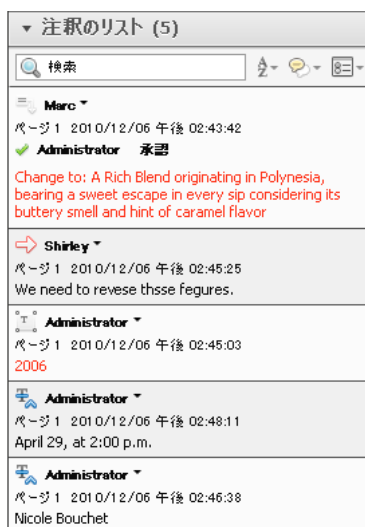 注釈のリスト (5)
検索
Marc
ページ 1 2010/12/06 午後 02:43:42
Administrator 承認
Change to: A Rich Blend originating in Polynesia,
bearing a sweet escape in every sip considering its
buttery smell and hint of caramel flavor
Shirley
ページ 1 2010/12/06 午後 02:45:25
We need to revese thsse fegures.
Administrator
ページ 1 2010/12/06 午後 02:45:03
2006
Administrator
ページ 1 2010/12/06 午後 02:48:11
April 29, at 2:00 p.m.
Administrator
ページ 1 2010/12/06 午後 02:46:38
Nicole Bouchet